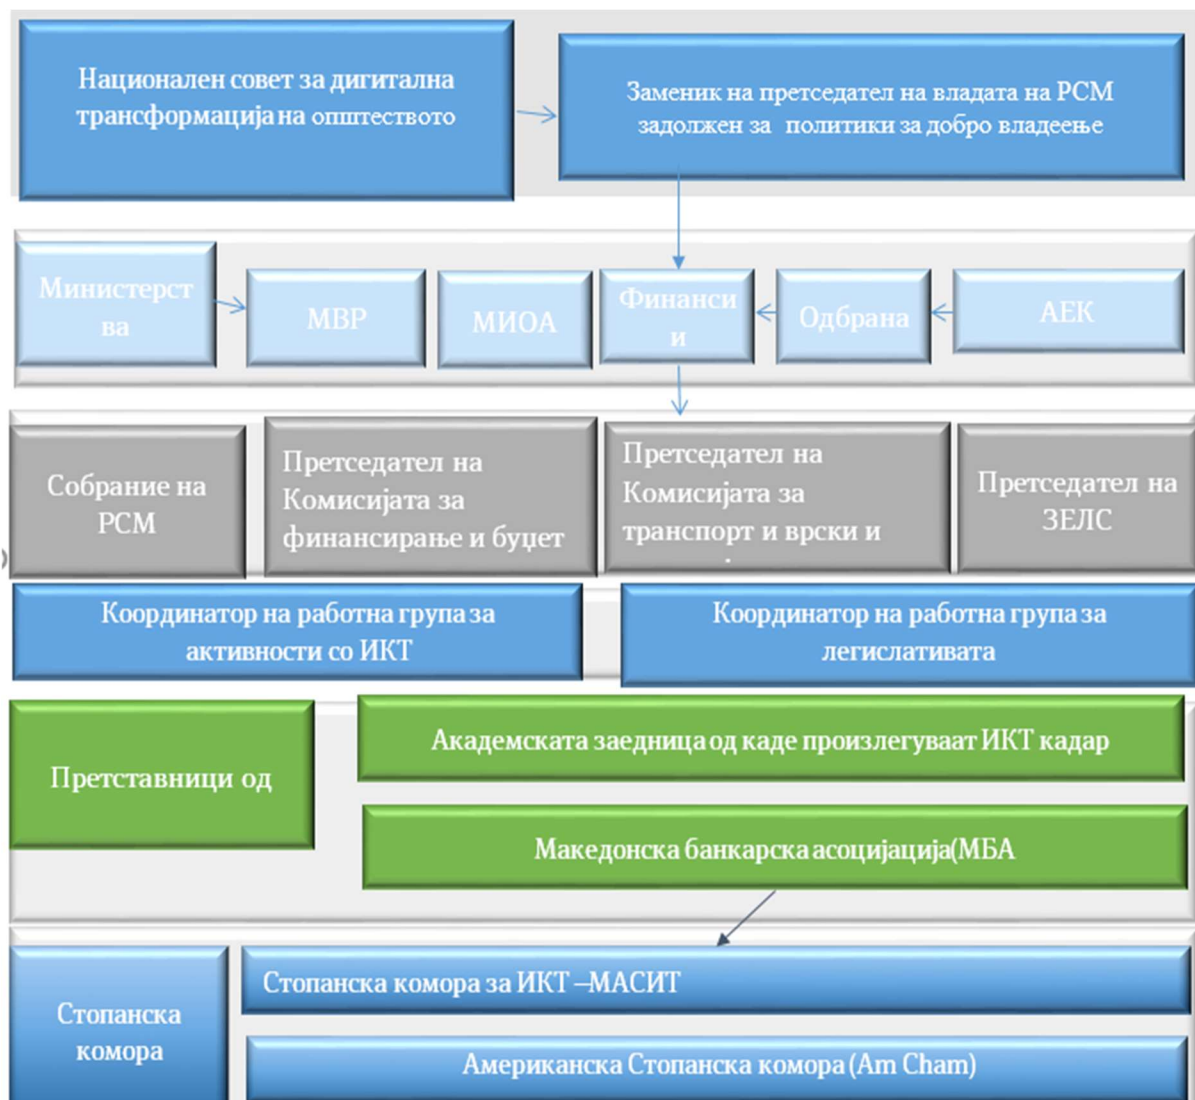 Национален совет за дигитална
трансформација на општеството
Заменик на претседател на владата на РСМ
задолжен за политики за добро владеење
Министерст
ва
МВР
МИОА
Финанси
и
Одбрана
АЕК
Собрание на
РСМ
Претседател на
Комисијата за
финансирање и буџет
Претседател на
Комисијата за
транспорт и врски и
Претседател на
ЗЕЛС
Координатор на работна група за
активности со ИКТ
Координатор на работна група за
легислативата
Претставници од
Академската заедница од каде произлегуваат ИКТ кадар
Македонска банкарска асоцијација(МБА
Стопанска
комора
Стопанска комора за ИКТ –МАСИТ
Американска Стопанска комора (Am Cham)